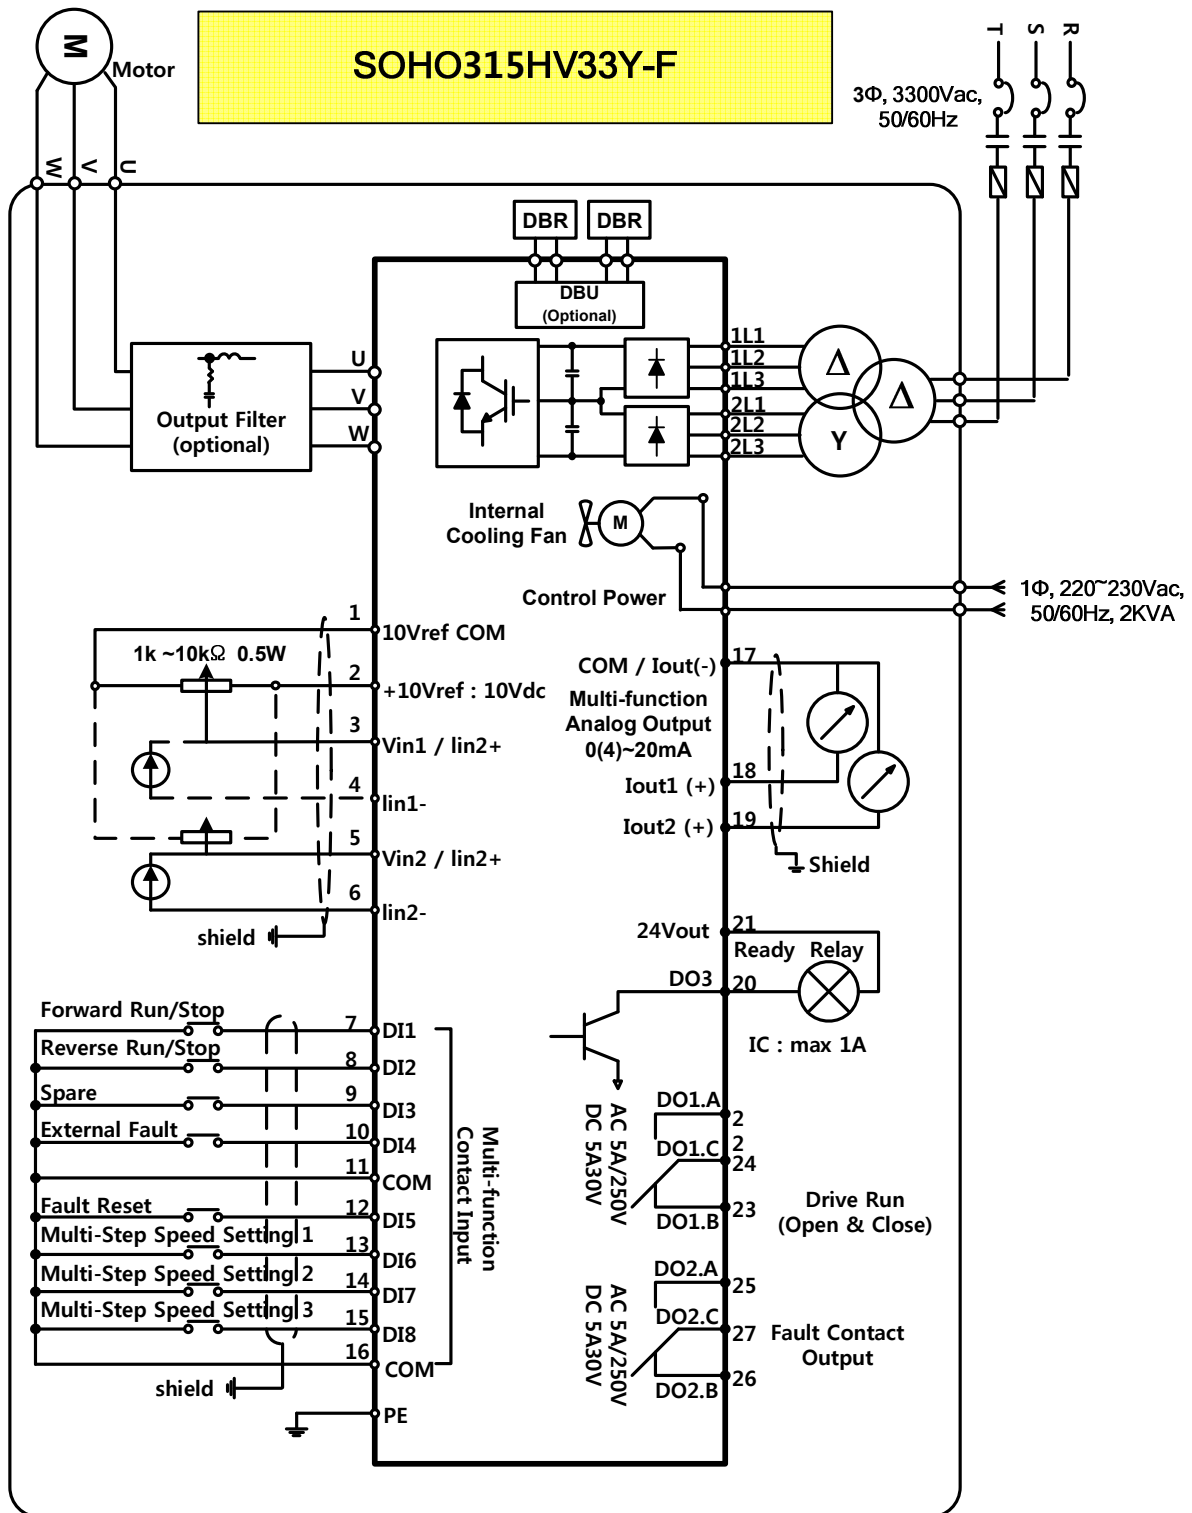 SOHO315HV33Y-F
M
Motor
W
V
U
T
S
R
3Φ, 3300Vac,
50/60Hz
DBR
DBR
DBU
(Optional)
Output Filter
(optional)
U
V
W
1L1
1L2
1L3
2L1
2L2
2L3
Δ
Δ
Y
Internal
Cooling Fan
M
Control Power
1Φ, 220~230Vac,
50/60Hz, 2KVA
1
10Vref COM
1k ~10kΩ 0.5W
2
+10Vref : 10Vdc
3
Vin1 / lin2+
4
lin1-
5
Vin2 / lin2+
6
lin2-
shield
COM / Iout(-)
17
Multi-function
Analog Output
0(4)~20mA
Iout1 (+)
18
Iout2 (+)
19
Shield
24Vout
21
Ready Relay
DO3
20
IC : max 1A
Forward Run/Stop
7
DI1
Reverse Run/Stop
8
DI2
Spare
9
DI3
External Fault
10
DI4
11
COM
Fault Reset
12
DI5
Multi-Step Speed Setting 1
13
DI6
Multi-Step Speed Setting 2
14
DI7
Multi-Step Speed Setting 3
15
DI8
16
COM
shield
PE
Multi-function
Contact Input
DO1.A
2
2
DO1.C
24
DO1.B
23
AC 5A/250V
DC 5A30V
Drive Run
(Open & Close)
DO2.A
25
DO2.C
27
DO2.B
26
AC 5A/250V
DC 5A30V
Fault Contact
Output